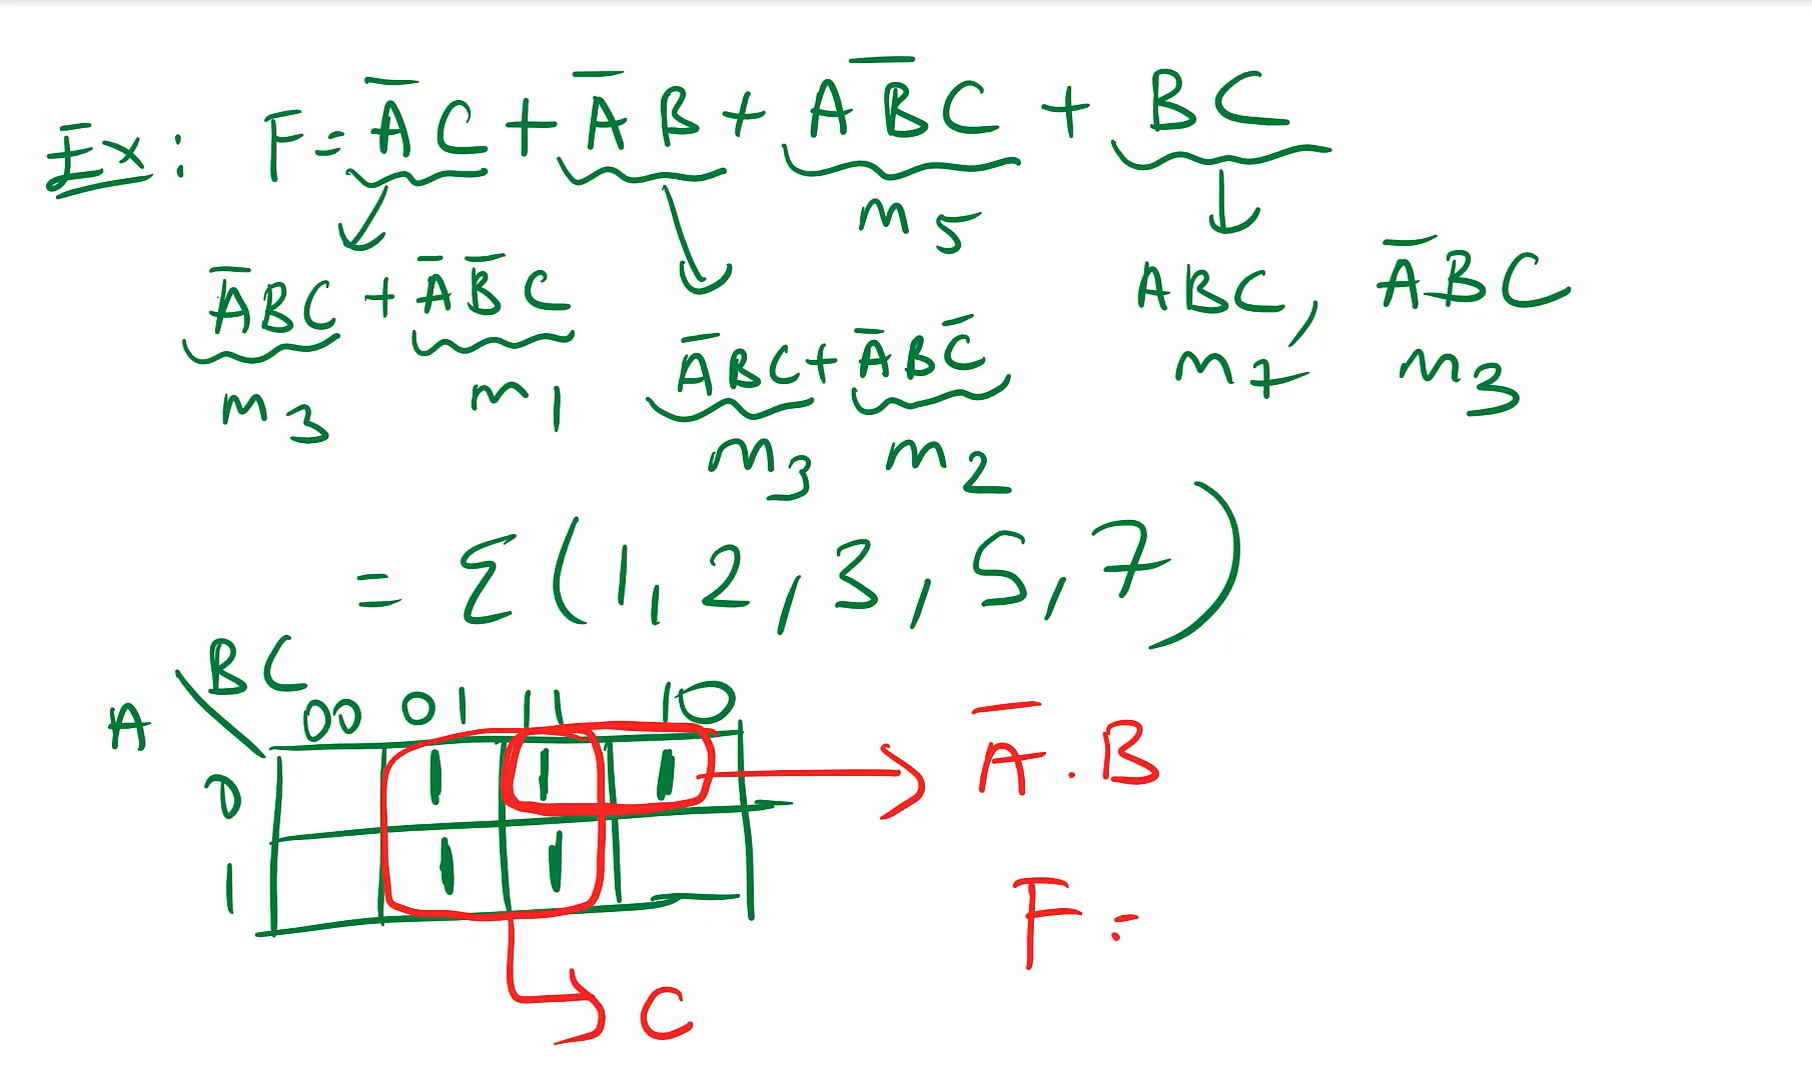 Ex: F = A̅C + A̅B + AB̅C + BC
m5
A̅BC + A̅B̅C
ABC, A̅BC
A̅BC + A̅BC̅
m3 m1
m7 m3
m3 m2
= Σ(1, 2, 3, 5, 7)
BC
A 00 01 11 10
0 1 1 1
A̅.B
1 1 1
F =
C